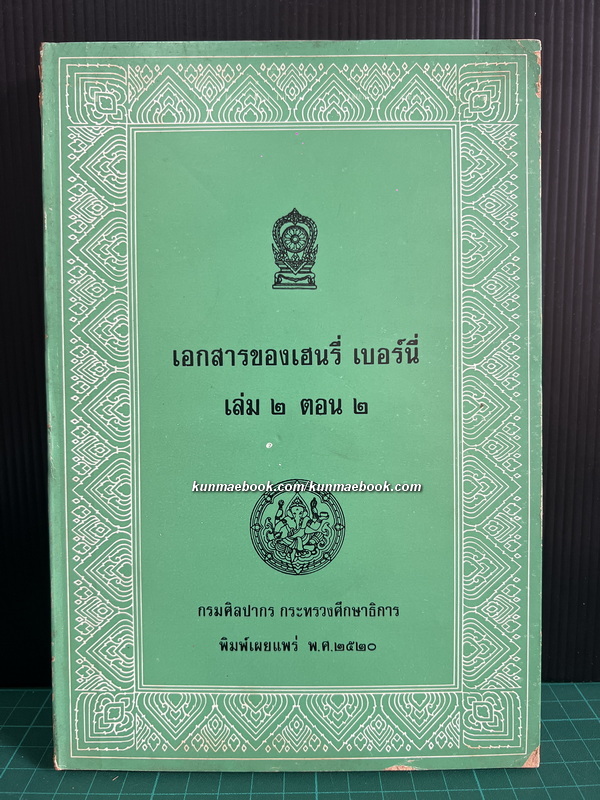 เอกสารของเฮนรี่ เบอร์นี่
เล่ม ๒ ตอน ๒
kunmaebook.com/kunmaebook.com
กรมศิลปากร กระทรวงศึกษาธิการ
พิมพ์เผยแพร่ พ.ศ.๒๕๒๐